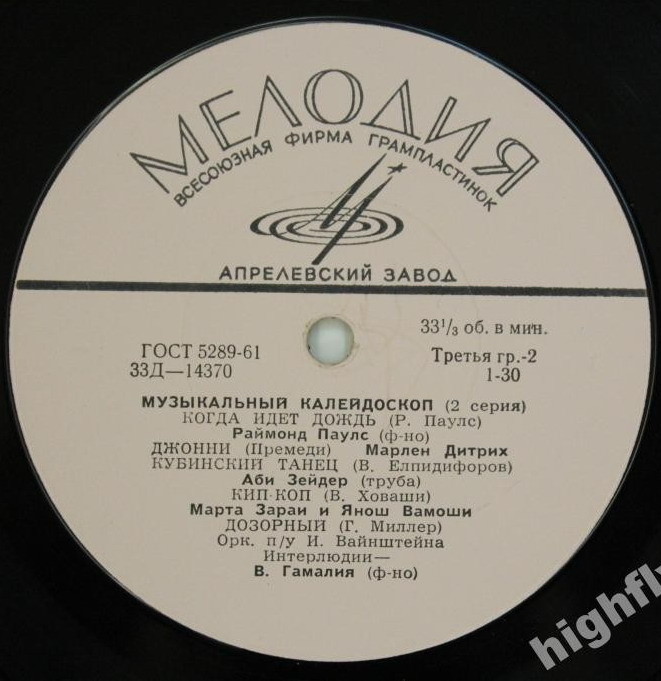 МЕЛОДИЯ
ВСЕСОЮЗНАЯ ФИРМА ГРАМПЛАСТИНОК
АПРЕЛЕВСКИЙ ЗАВОД
33⅓ об. в мин.
ГОСТ 5289-61 Третья гр.-2
33Д—14370 1-30
МУЗЫКАЛЬНЫЙ КАЛЕЙДОСКОП (2 серия)
КОГДА ИДЕТ ДОЖДЬ (Р. Паулс)
Раймонд Паулс (ф-но)
ДЖОННИ (Премеди) Марлен Дитрих
КУБИНСКИЙ ТАНЕЦ (В. Елпидифоров)
Аби Зейдер (труба)
КИП-КОП (В. Ховаши)
Марта Зараи и Янош Вамоши
ДОЗОРНЫЙ (Г. Миллер)
Орк. п/у И. Вайнштейна
Интерлюдии—
В. Гамалия (ф-но)
highfly